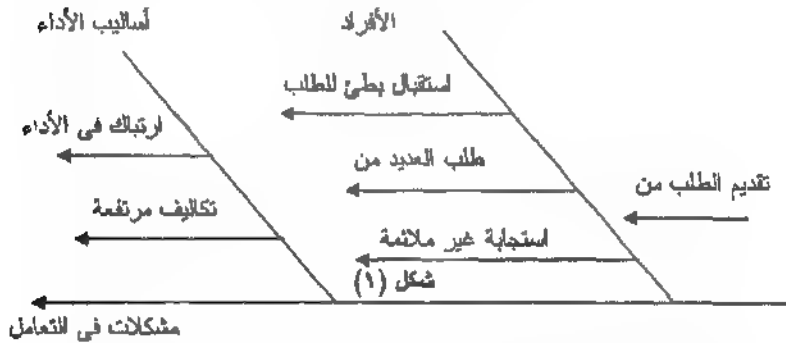 الأفراد
أساليب الأداء
استقبال بطئ للطلب
ارتباك فى الأداء
طلب العديد من
تقديم الطلب من
تكاليف مرتفعة
استجابة غير ملائمة
شكل (١)
مشكلات فى التعامل